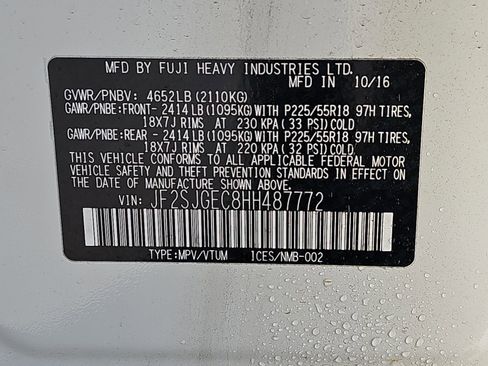 MFD BY FUJI HEAVY INDUSTRIES LTD.
MFD IN 10/16
GVWR/PNBV: 4652LB (2110KG)
GAWR/PNBE:FRONT- 2414LB(1095KG)WITH P225/55R18 97H TIRES,
18X7J RIMS AT 230 KPA(33 PSI)COLD
GAWR/PNBE:REAR - 2414LB(1095KG)WITH P225/55R18 97H TIRES,
18X7J RIMS AT 220 KPA(32 PSI)COLD
THIS VEHICLE CONFORMS TO ALL APPLICABLE FEDERAL MOTOR
VEHICLE SAFETY AND THEFT PREVENTION STANDARDS IN
EFFECT ON THE DATE OF MANUFACTURE SHOWN ABOVE.
VIN: JF2SJGEC8HH487772
TYPE:MPV/VTUM ICES/NMB-002